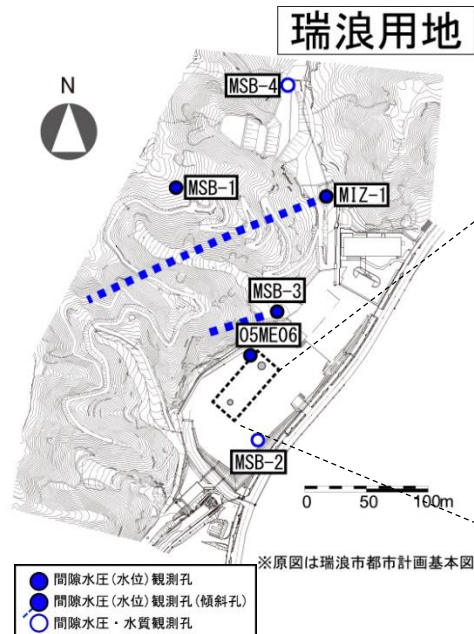 瑞浪用地
N
MSB-4
MSB-1
MIZ-1
MSB-3
05ME06
MSB-2
0 50 100m
※原図は瑞浪市都市計画基本図
間隙水圧(水位)観測孔
間隙水圧(水位)観測孔(傾斜孔)
間隙水圧・水質観測孔